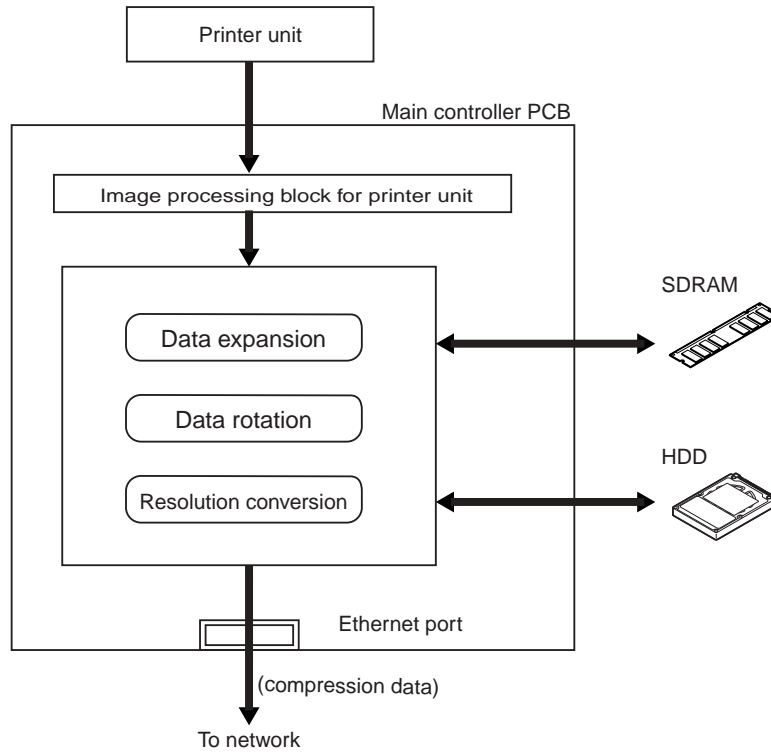 Printer unit
Main controller PCB
Image processing block for printer unit
SDRAM
Data expansion
Data rotation
HDD
Resolution conversion
Ethernet port
(compression data)
To network